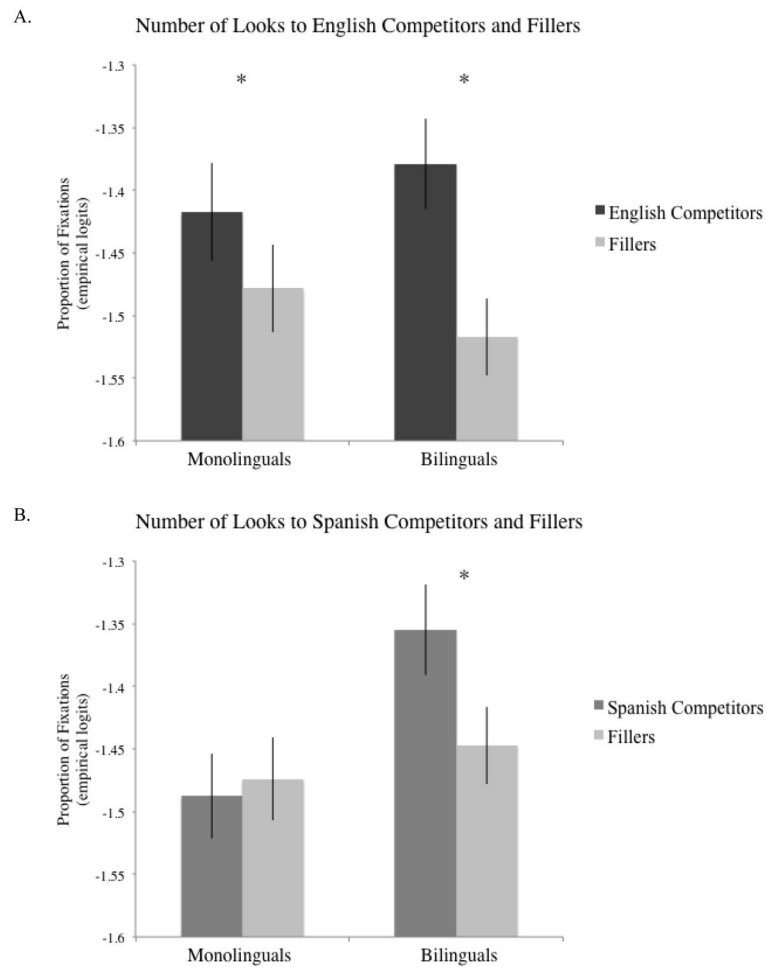 A.
Number of Looks to English Competitors and Fillers
Proportion of Fixations
(empirical logits)
-1.3
-1.35
-1.4
-1.45
-1.5
-1.55
-1.6
*
*
Monolinguals
Bilinguals
English Competitors
Fillers
B.
Number of Looks to Spanish Competitors and Fillers
Proportion of Fixations
(empirical logits)
-1.3
-1.35
-1.4
-1.45
-1.5
-1.55
-1.6
*
Monolinguals
Bilinguals
Spanish Competitors
Fillers